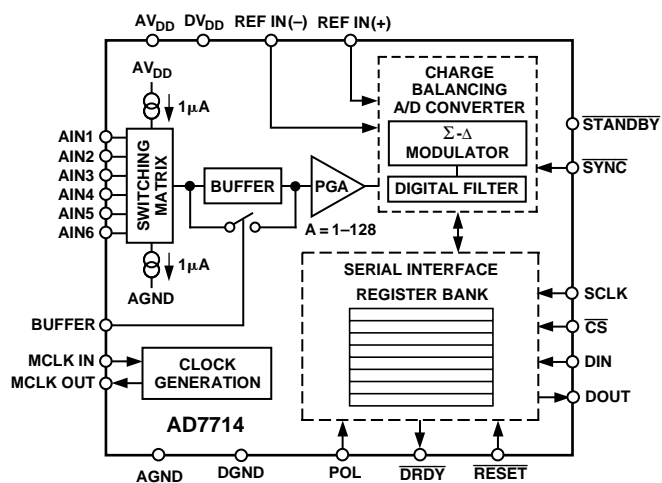 AVDD DVDD REF IN(–) REF IN(+)
AVDD
1µA
AIN1
AIN2
AIN3
AIN4
AIN5
AIN6
SWITCHING
MATRIX
1µA
AGND
BUFFER
PGA
A = 1–128
CHARGE
BALANCING
A/D CONVERTER
Σ-Δ
MODULATOR
DIGITAL FILTER
STANDBY
SYNC
SERIAL INTERFACE
REGISTER BANK
SCLK
CS
DIN
DOUT
BUFFER
MCLK IN
MCLK OUT
CLOCK
GENERATION
AD7714
AGND DGND POL DRDY RESET